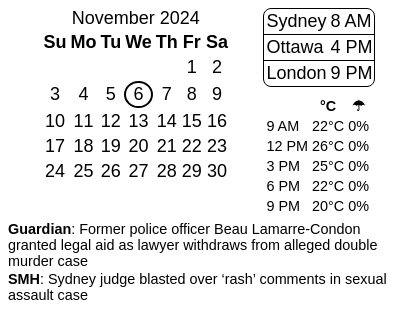 November 2024
Su Mo Tu We Th Fr Sa
1 2
3 4 5 6 7 8 9
10 11 12 13 14 15 16
17 18 19 20 21 22 23
24 25 26 27 28 29 30
Sydney 8 AM
Ottawa 4 PM
London 9 PM
°C ☂
9 AM 22°C 0%
12 PM 26°C 0%
3 PM 25°C 0%
6 PM 22°C 0%
9 PM 20°C 0%
Guardian: Former police officer Beau Lamarre-Condon
granted legal aid as lawyer withdraws from alleged double
murder case
SMH: Sydney judge blasted over ‘rash’ comments in sexual
assault case